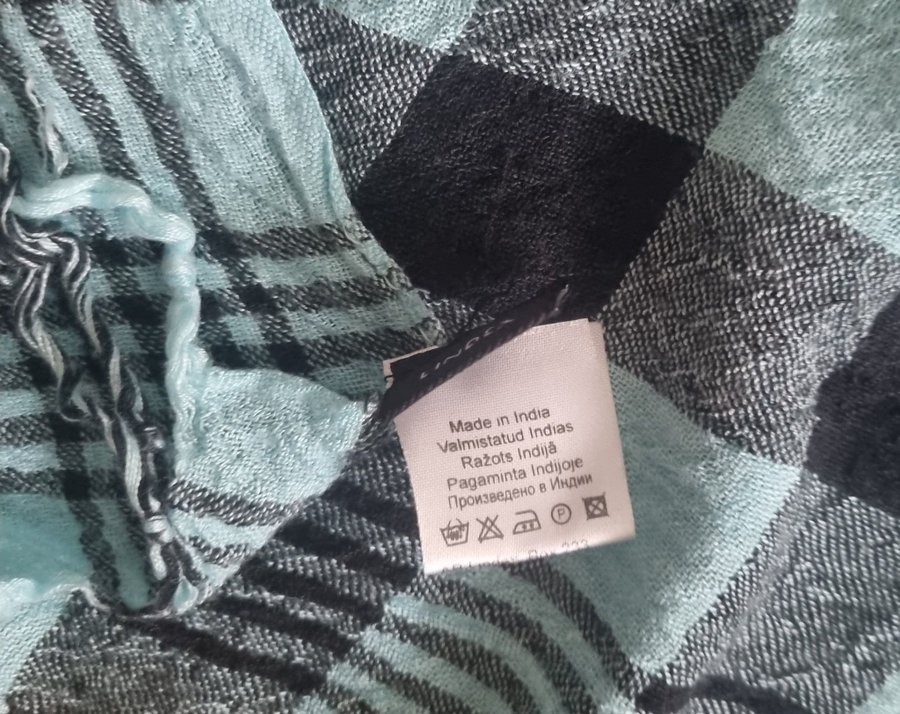 Made in India
Valmistatud Indias
Ražots Indijā
Pagaminta Indijoje
Произведено в Индии
P